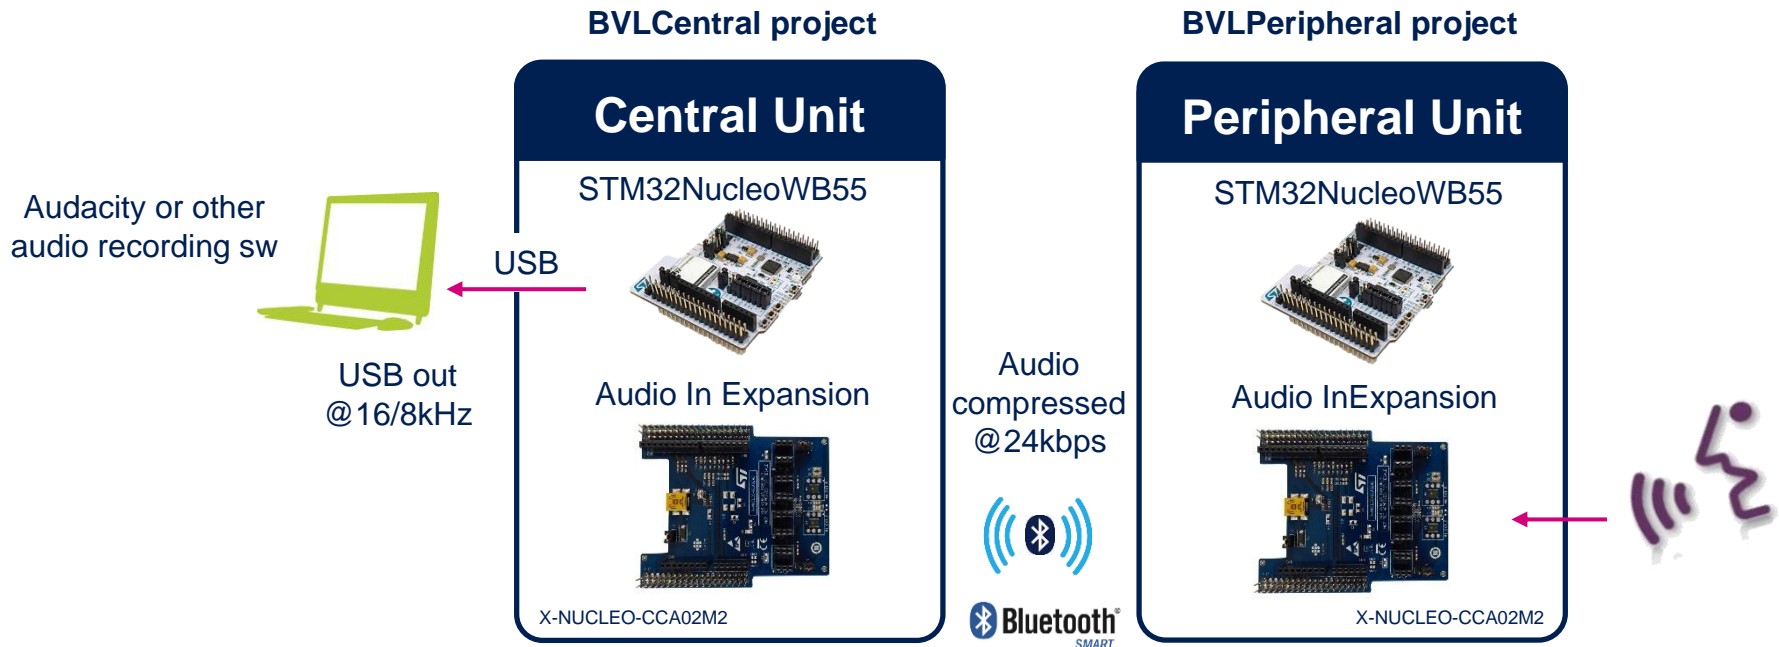 BVLCentral project
BVLPeripheral project
Central Unit
Peripheral Unit
STM32NucleoWB55
STM32NucleoWB55
Audacity or other
audio recording sw
USB
USB out
@16/8kHz
Audio In Expansion
Audio
compressed
@24kbps
Audio InExpansion
X-NUCLEO-CCA02M2
Bluetooth®
SMART
X-NUCLEO-CCA02M2